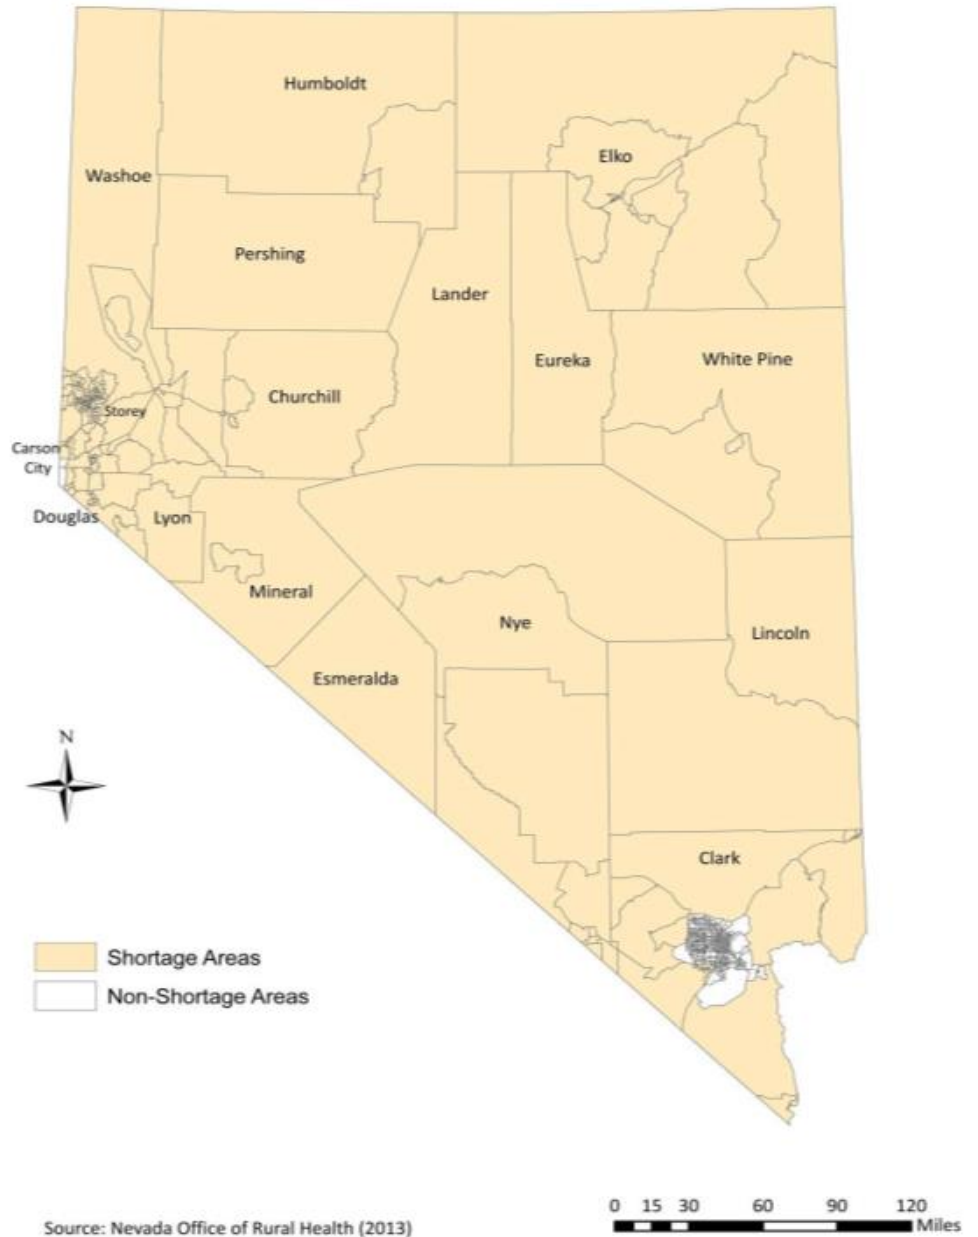 Humboldt
Elko
Washoe
Pershing
Lander
Eureka
White Pine
Churchill
Storey
Carson
City
Douglas
Lyon
Mineral
Nye
Lincoln
Esmeralda
N
Clark
Shortage Areas
Non-Shortage Areas
0 15 30 60 90 120
Miles
Source: Nevada Office of Rural Health (2013)